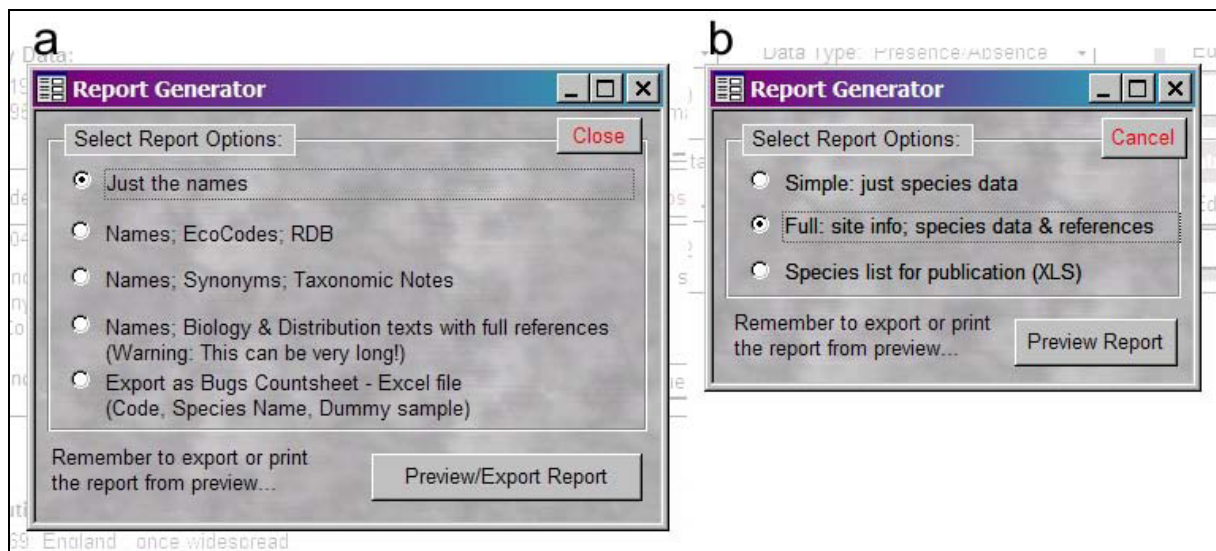 a
Report Generator
Select Report Options:
Close
Just the names
Names; EcoCodes; RDB
Names; Synonyms; Taxonomic Notes
Names; Biology & Distribution texts with full references
(Warning: This can be very long!)
Export as Bugs Countsheet - Excel file
(Code, Species Name, Dummy sample)
Remember to export or print
the report from preview...
Preview/Export Report
England once widespread
b
Data Type: Presence/Absence
Report Generator
Select Report Options:
Cancel
Simple: just species data
Full: site info; species data & references
Species list for publication (XLS)
Remember to export or print
the report from preview...
Preview Report